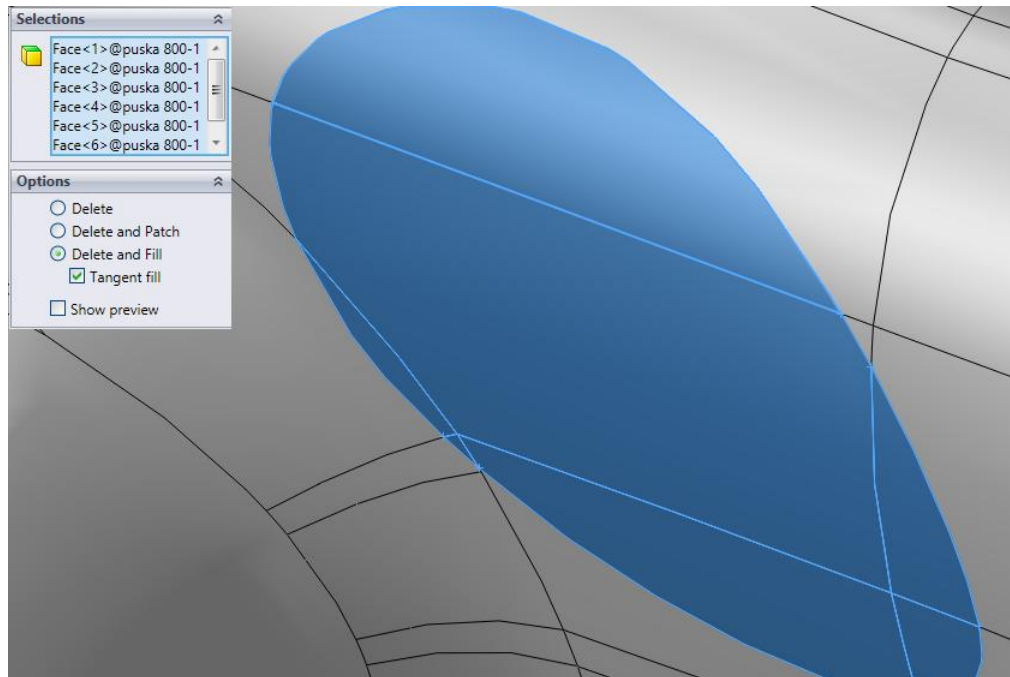 Selections
Face<1>@puska 800-1
Face<2>@puska 800-1
Face<3>@puska 800-1
Face<4>@puska 800-1
Face<5>@puska 800-1
Face<6>@puska 800-1
Options
Delete
Delete and Patch
Delete and Fill
Tangent fill
Show preview